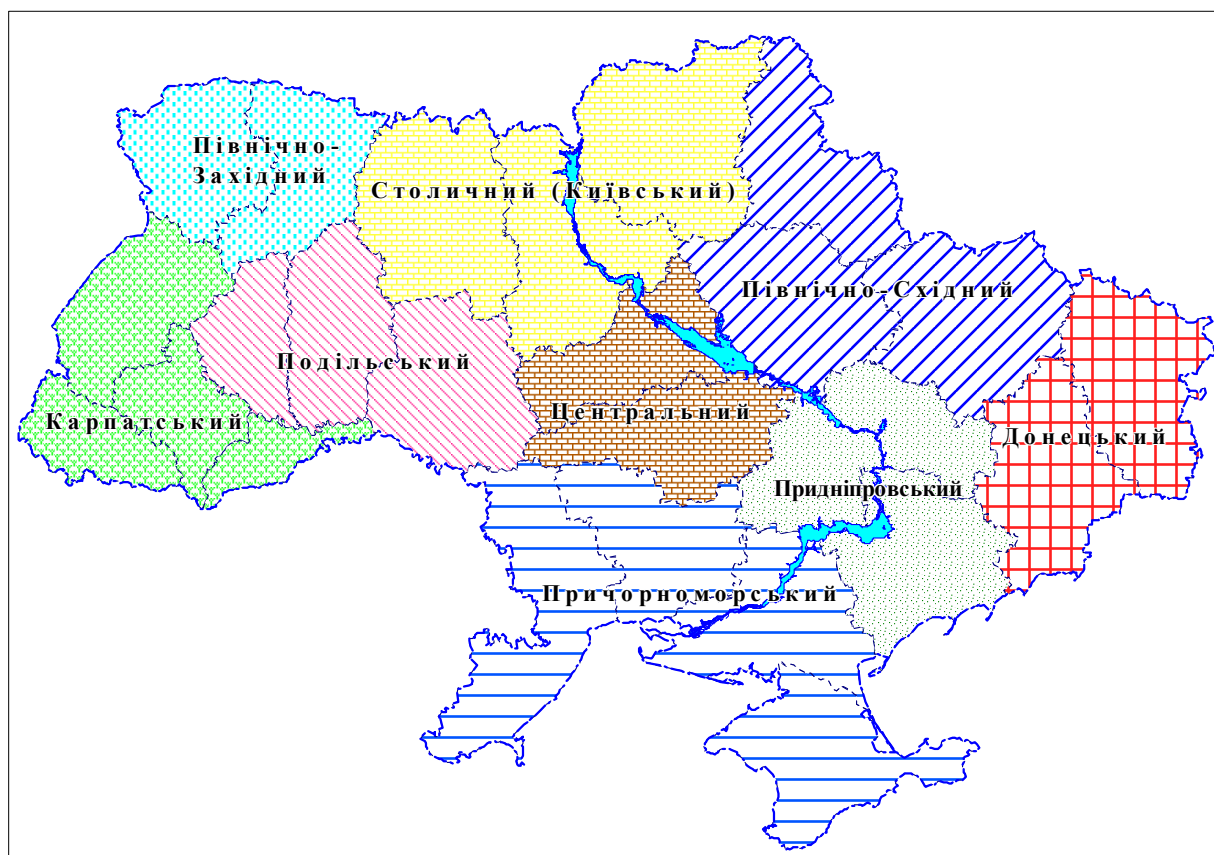 Північно-
Західний
Столичний (Київський)
Північно-Східний
Подільський
Карпатський
Центральний
Донецький
Придніпровський
Причорноморський